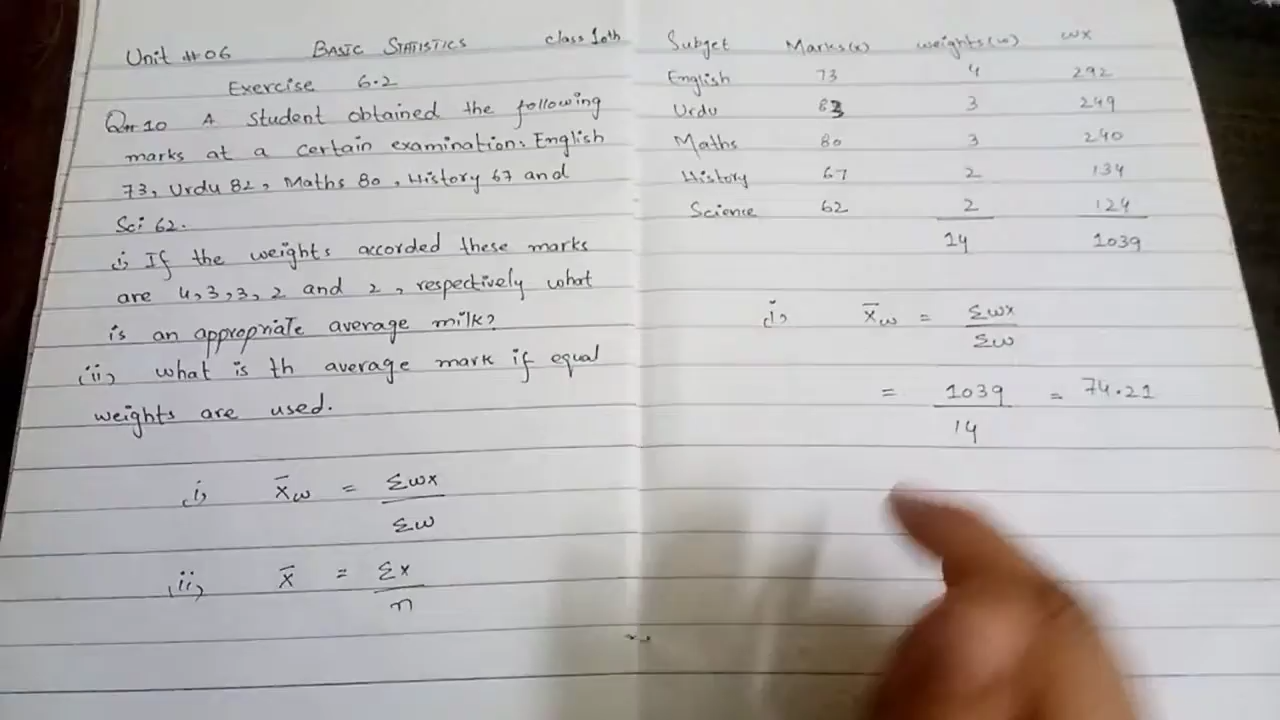 Unit # 06 BASIC STATISTICS class 10th
Exercise 6.2
Qn 10 A Student obtained the following
marks at a certain examination: English
73, Urdu 82, Maths 80, History 67 and
Sci 62.
i, If the weights accorded these marks
are 4,3,3,2 and 2, respectively what
is an appropriate average milk?
(ii, what is th average mark if equal
weights are used.
i, x̄w = Σwx
Σw
(ii, x̄ = Σx
n
Subjet Marks(x) weights(w) wx
English 73 4 292
Urdu 83 3 249
Maths 80 3 240
History 67 2 134
Science 62 2 124
14 1039
i, x̄w = Σwx
Σw
= 1039 = 74.21
14